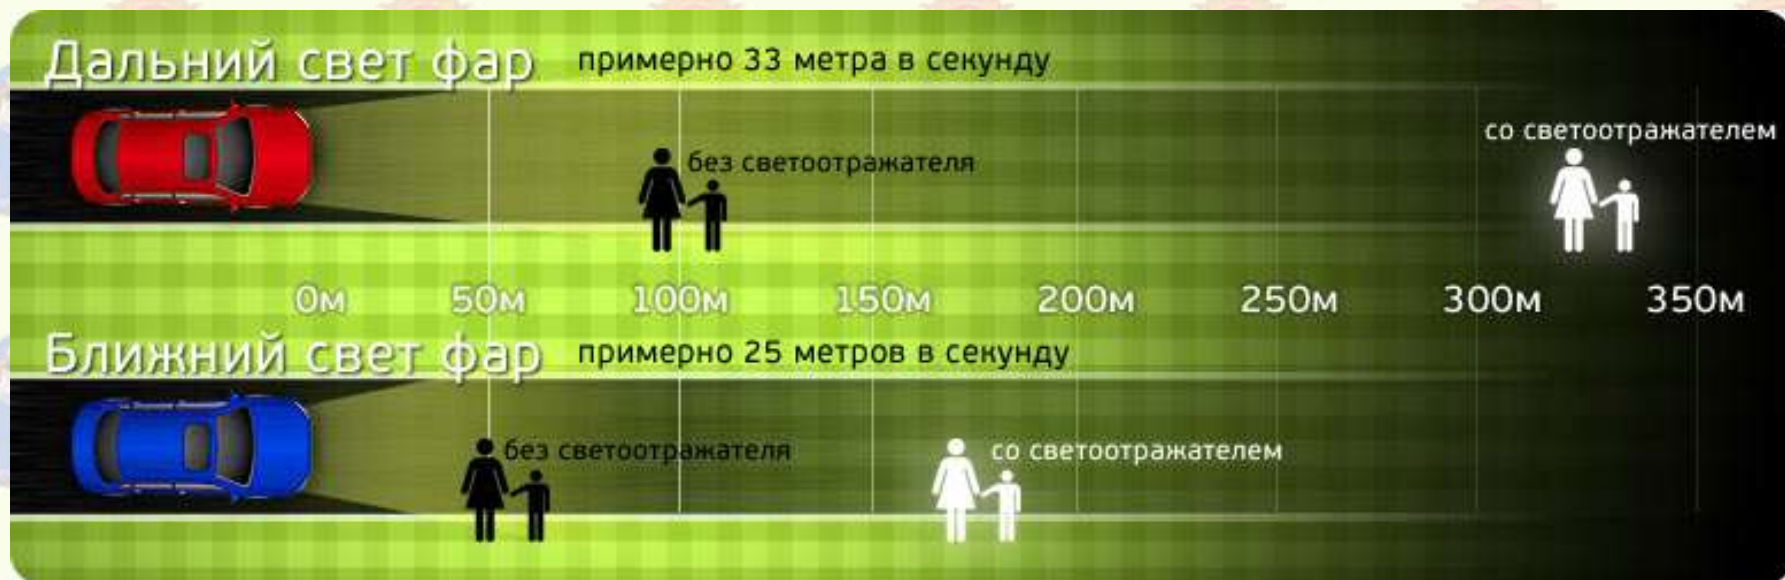 Дальний свет фар примерно 33 метра в секунду
со светоотражателем
без светоотражателя
0м 50м 100м 150м 200м 250м 300м 350м
Ближний свет фар примерно 25 метров в секунду
без светоотражателя со светоотражателем